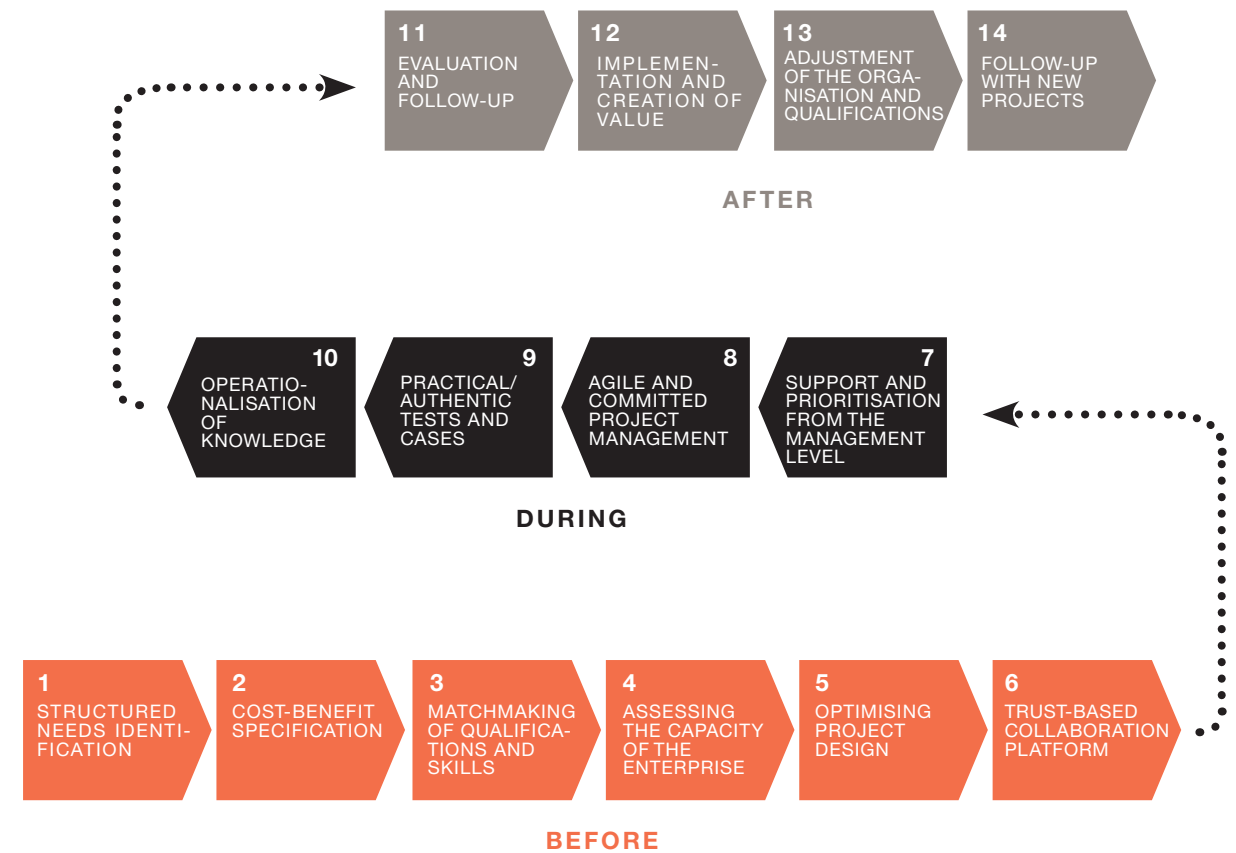 11
EVALUATION
AND
FOLLOW-UP
12
IMPLEMEN-
TATION AND
CREATION OF
VALUE
13
ADJUSTMENT
OF THE ORGA-
NISATION AND
QUALIFICATIONS
14
FOLLOW-UP
WITH NEW
PROJECTS
AFTER
10
OPERATIO-
NALISATION
OF
KNOWLEDGE
9
PRACTICAL/
AUTHENTIC
TESTS AND
CASES
8
AGILE AND
COMMITTED
PROJECT
MANAGEMENT
7
SUPPORT AND
PRIORITISATION
FROM THE
MANAGEMENT
LEVEL
DURING
1
STRUCTURED
NEEDS IDENTI-
FICATION
2
COST-BENEFIT
SPECIFICATION
3
MATCHMAKING
OF QUALIFICA-
TIONS AND
SKILLS
4
ASSESSING
THE CAPACITY
OF THE
ENTERPRISE
5
OPTIMISING
PROJECT
DESIGN
6
TRUST-BASED
COLLABORATION
PLATFORM
BEFORE